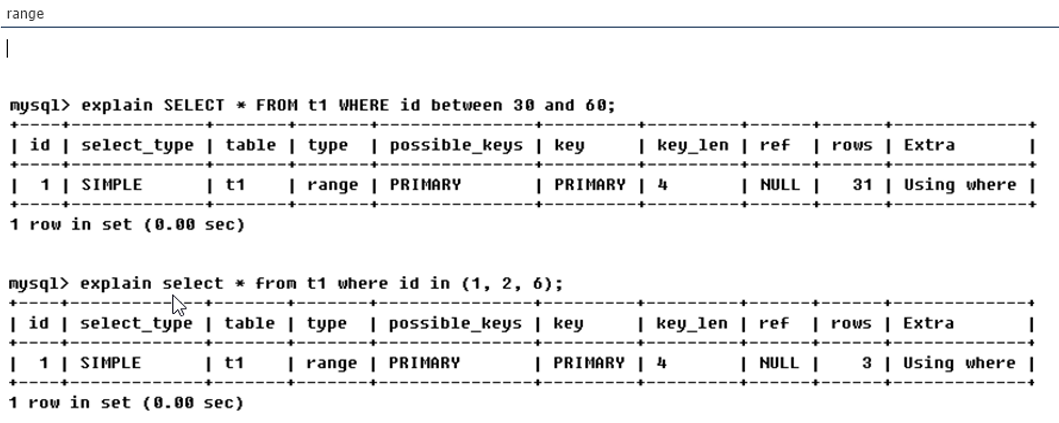 range
mysql> explain SELECT * FROM t1 WHERE id between 30 and 60;
+----+-------------+-------+-------+---------------+---------+---------+------+------+-------------+
| id | select_type | table | type  | possible_keys | key     | key_len | ref  | rows | Extra       |
+----+-------------+-------+-------+---------------+---------+---------+------+------+-------------+
|  1 | SIMPLE      | t1    | range | PRIMARY       | PRIMARY | 4       | NULL |   31 | Using where |
+----+-------------+-------+-------+---------------+---------+---------+------+------+-------------+
1 row in set (0.00 sec)
mysql> explain select * from t1 where id in (1, 2, 6);
+----+-------------+-------+-------+---------------+---------+---------+------+------+-------------+
| id | select_type | table | type  | possible_keys | key     | key_len | ref  | rows | Extra       |
+----+-------------+-------+-------+---------------+---------+---------+------+------+-------------+
|  1 | SIMPLE      | t1    | range | PRIMARY       | PRIMARY | 4       | NULL |    3 | Using where |
+----+-------------+-------+-------+---------------+---------+---------+------+------+-------------+
1 row in set (0.00 sec)